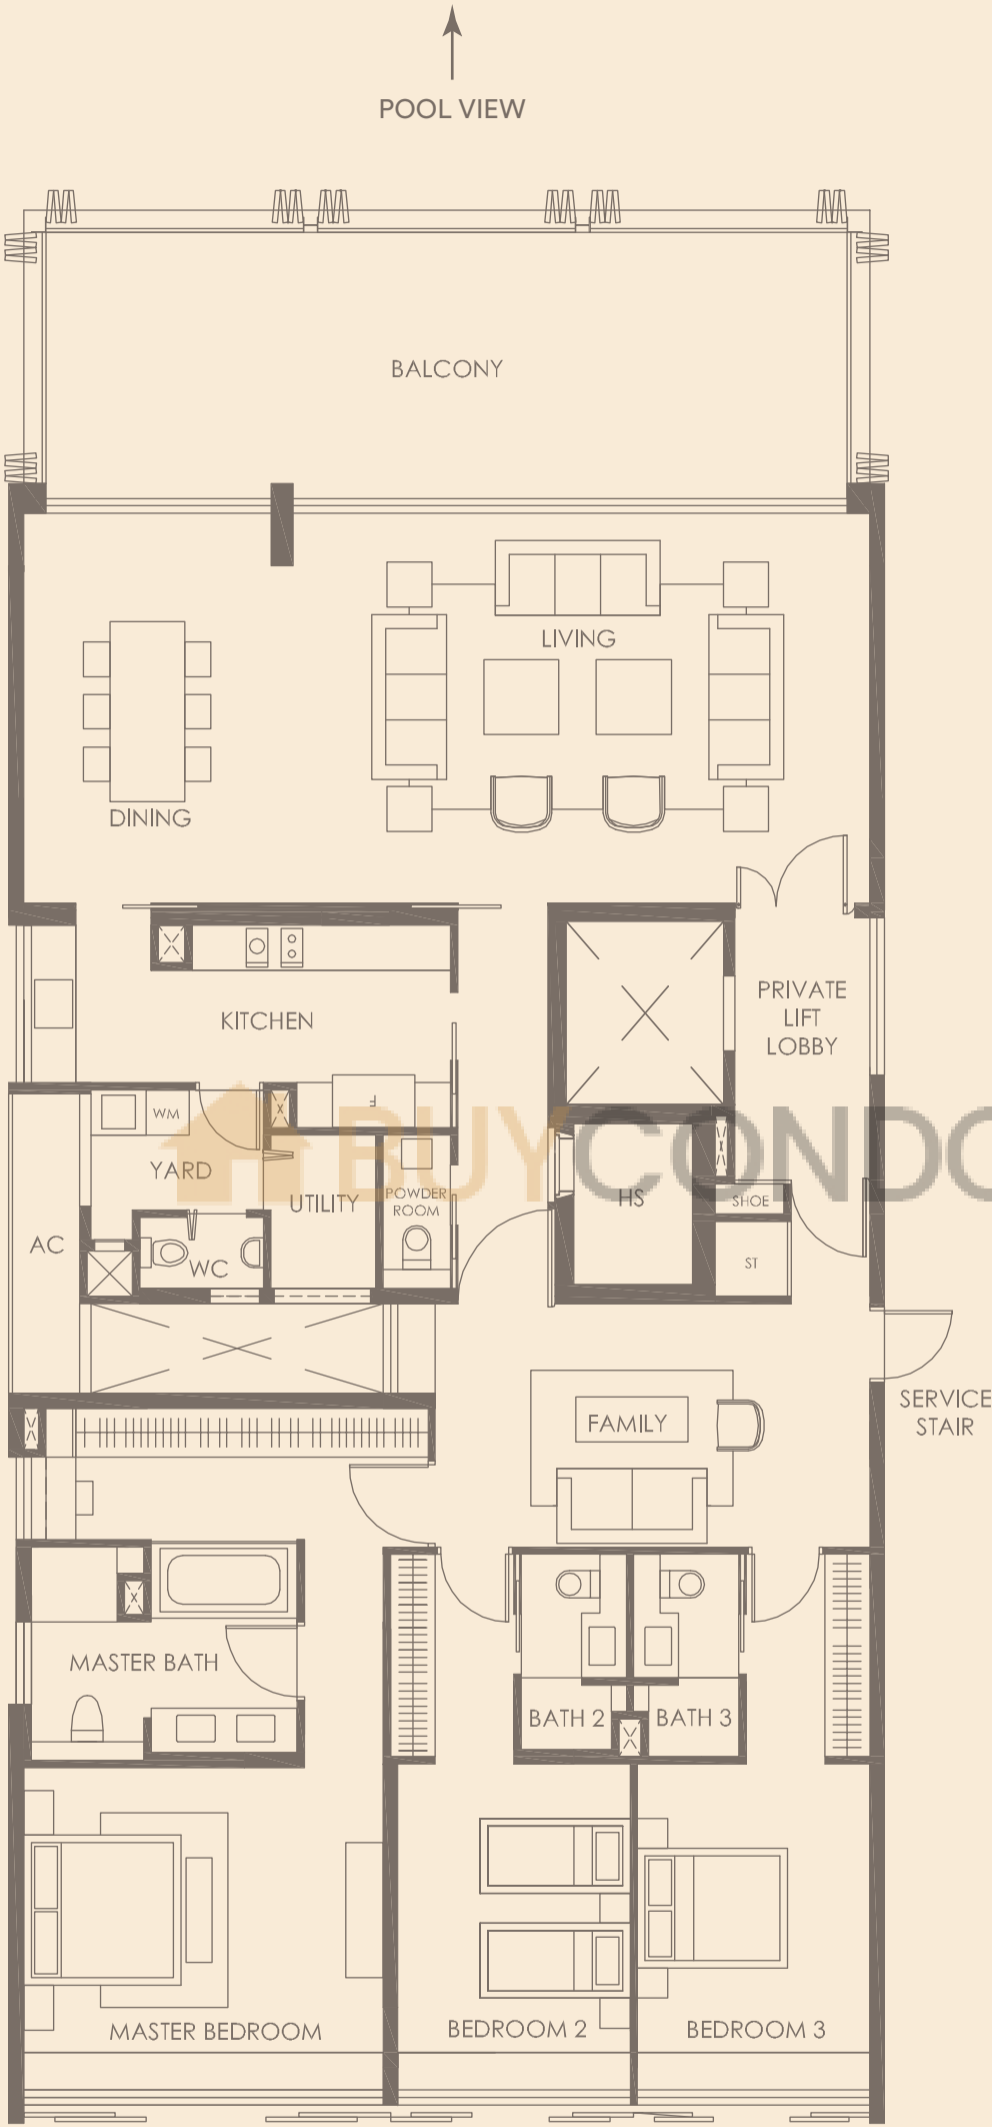 POOL VIEW
BALCONY
LIVING
DINING
KITCHEN
PRIVATE
LIFT
LOBBY
F
WM
YARD
UTILITY
POWDER
ROOM
HS
SHOE
BUYCONDO
AC
WC
ST
SERVICE
STAIR
FAMILY
MASTER BATH
BATH 2
BATH 3
MASTER BEDROOM
BEDROOM 2
BEDROOM 3